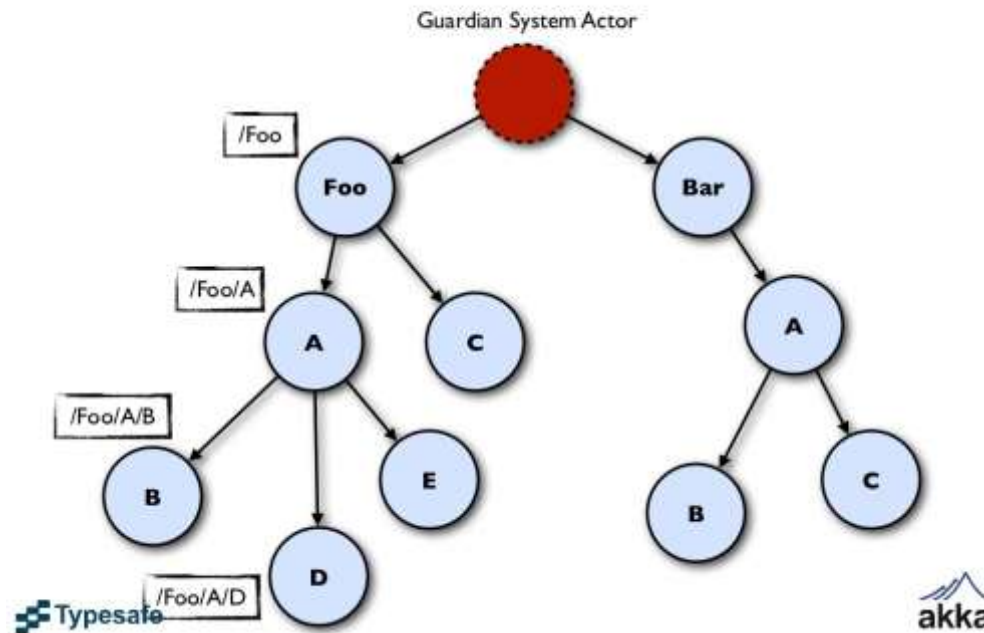 Guardian System Actor
/Foo
Foo
Bar
/Foo/A
A
C
A
/Foo/A/B
B
E
B
C
D
/Foo/A/D
Typesafe
akka